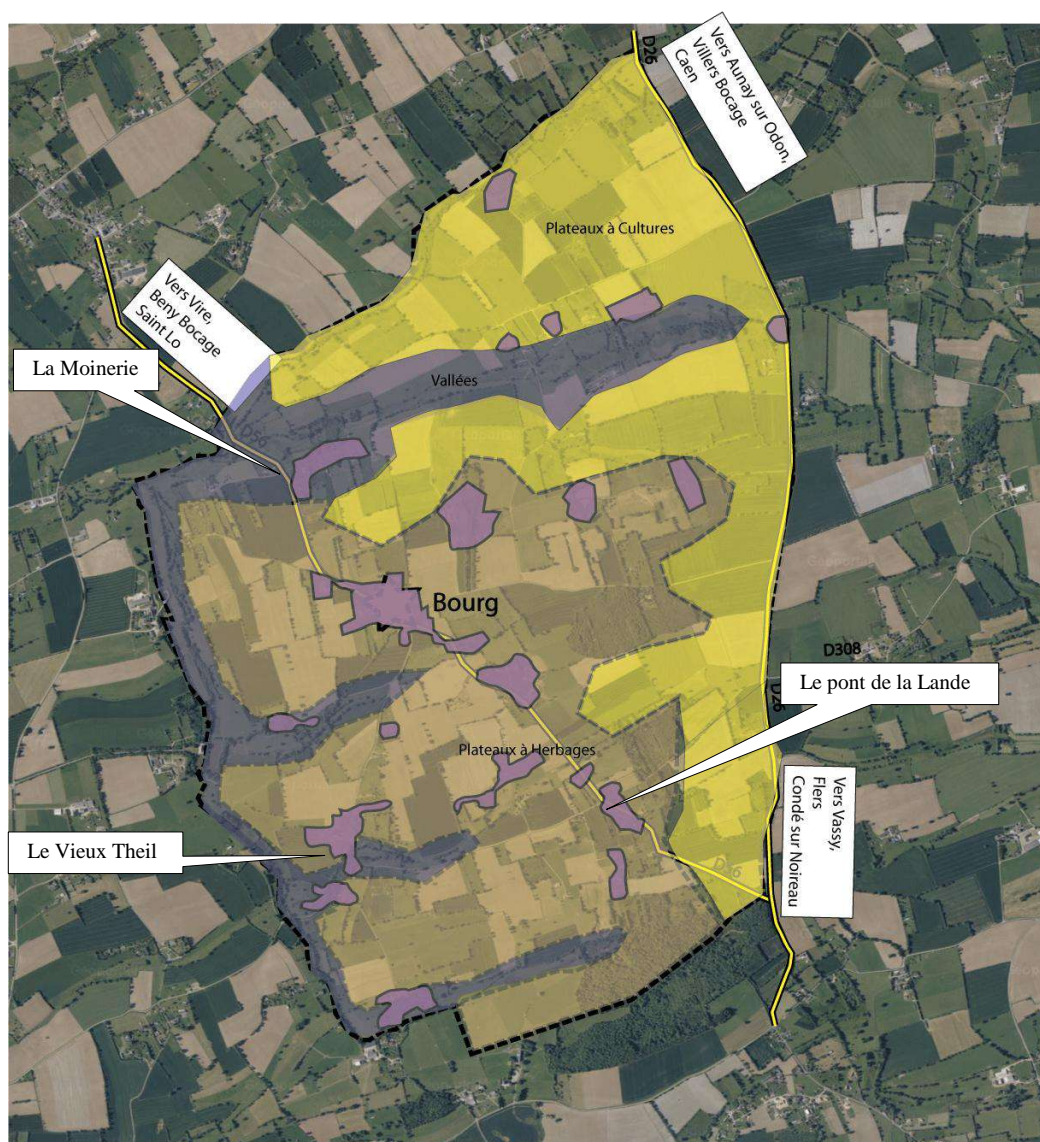 D26
Vers Aunay sur Odon,
Villers Bocage
Caen
Plateaux à Cultures
Vers Vire,
Beny Bocage
Saint Lo
La Moinerie
Vallées
D56
Bourg
D308
D26
Le pont de la Lande
Plateaux à Herbages
Vers Vassy,
Flers
Condé sur Noireau
Le Vieux Theil